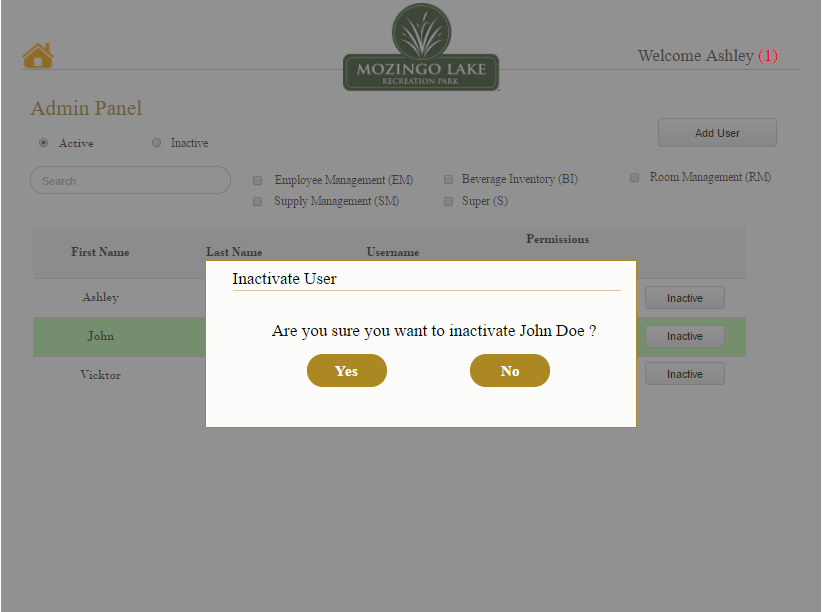 MOZINGO LAKE
RECREATION PARK
Welcome Ashley (1)
Admin Panel
Active
Inactive
Add User
Search
Employee Management (EM)
Beverage Inventory (BI)
Room Management (RM)
Supply Management (SM)
Super (S)
First Name
Last Name
Username
Permissions
Inactivate User
Are you sure you want to inactivate John Doe ?
Yes
No
Ashley
Inactive
John
Inactive
Vicktor
Inactive